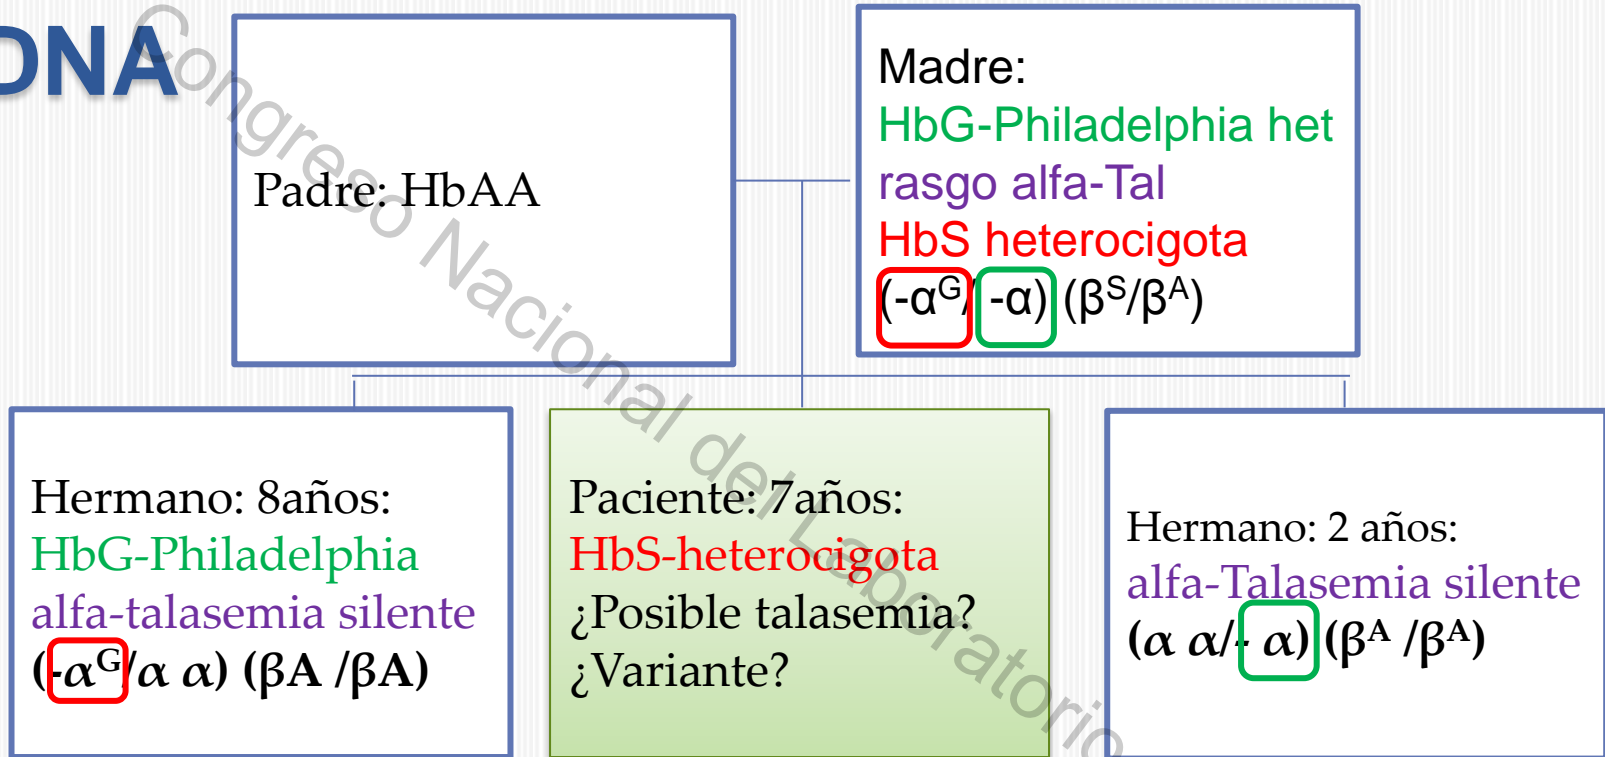 DNA
Padre: HbAA
Madre:
HbG-Philadelphia het
rasgo alfa-Tal
HbS heterocigota
(-αᴳ/ -α) (βˢ/βᴬ)
Hermano: 8años:
HbG-Philadelphia
alfa-talasemia silente
(-αᴳ/α α) (βA /βA)
Paciente: 7años:
HbS-heterocigota
¿Posible talasemia?
¿Variante?
Hermano: 2 años:
alfa-Talasemia silente
(α α/- α) (βᴬ /βᴬ)
Congreso Nacional del Laboratorio